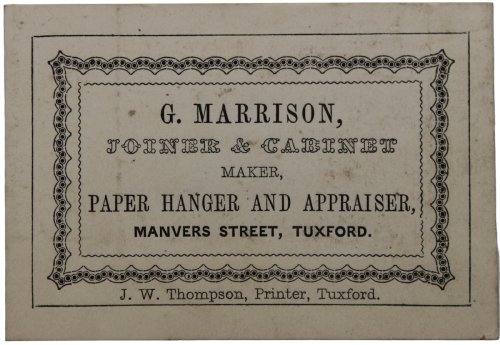 G. MARRISON,
JOINER & CABINET
MAKER,
PAPER HANGER AND APPRAISER,
MANVERS STREET, TUXFORD.
J. W. Thompson, Printer, Tuxford.